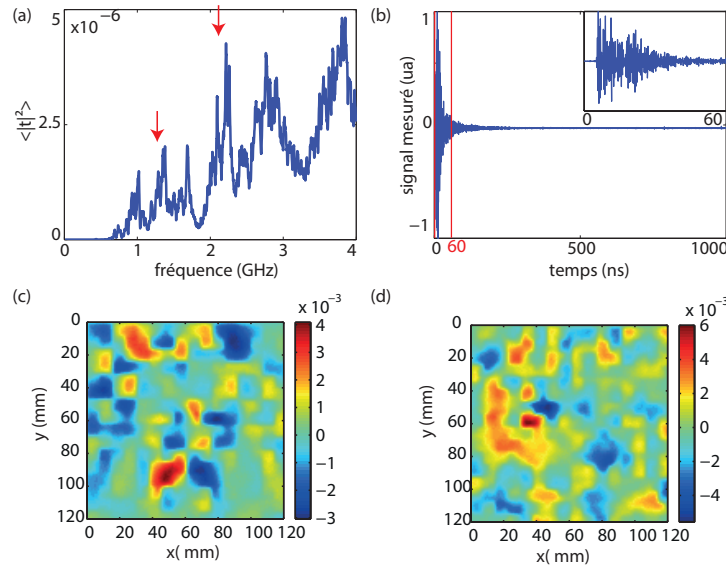 (a)
x10⁻⁶
5
2.5
0
<|t|²>
0 1 2 3 4
fréquence (GHz)
(b)
signal mesuré (ua)
1
0
−1
0 60
60
0 500 1000
temps (ns)
(c)
x 10⁻³
0
20
40
60
80
100
120
y (mm)
0 20 40 60 80 100 120
x( mm)
4
3
2
1
0
−1
−2
−3
(d)
x 10⁻³
0
20
40
60
80
100
120
y (mm)
0 20 40 60 80 100 120
x( mm)
6
4
2
0
−2
−4